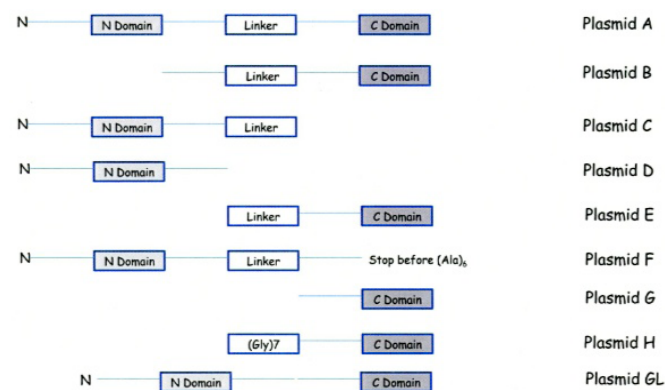 N N Domain Linker C Domain Plasmid A
Linker C Domain Plasmid B
N N Domain Linker Plasmid C
N N Domain Plasmid D
Linker C Domain Plasmid E
N N Domain Linker Stop before (Ala)₆ Plasmid F
C Domain Plasmid G
(Gly)7 C Domain Plasmid H
N N Domain C Domain Plasmid GL